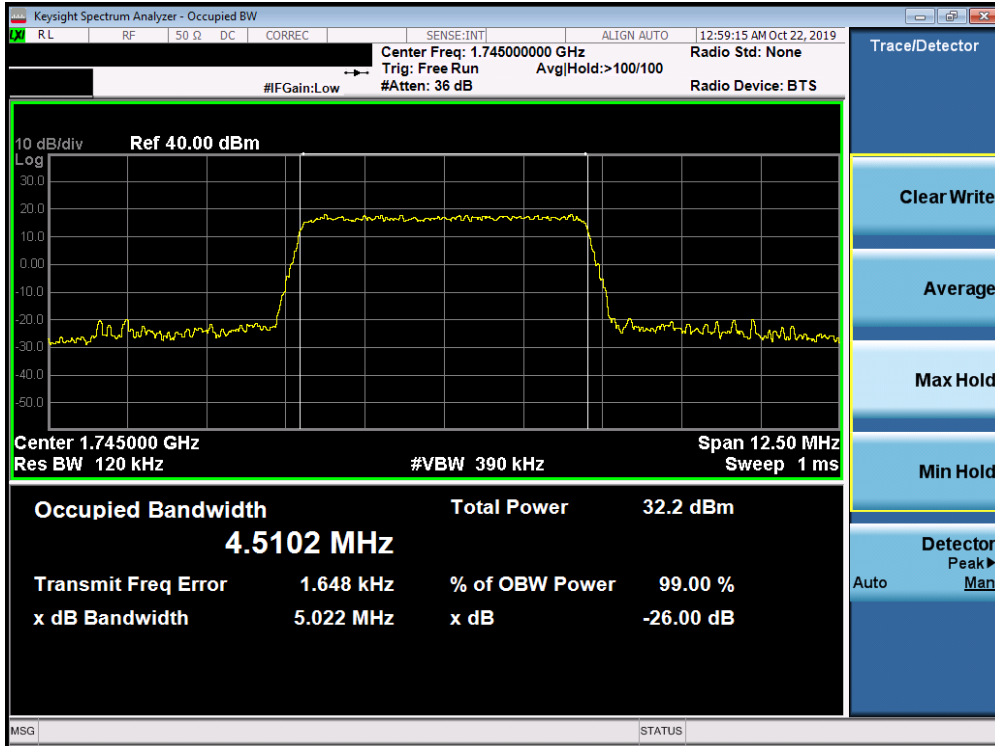 Keysight Spectrum Analyzer - Occupied BW
LXI RL RF 50 Ω DC CORREC SENSE:INT ALIGN AUTO 12:59:15 AM Oct 22, 2019
Center Freq: 1.745000000 GHz Radio Std: None
Trig: Free Run Avg|Hold:>100/100
#IFGain:Low #Atten: 36 dB Radio Device: BTS
Trace/Detector
10 dB/div Ref 40.00 dBm
Log
30.0
20.0
10.0
0.00
-10.0
-20.0
-30.0
-40.0
-50.0
Center 1.745000 GHz Span 12.50 MHz
Res BW 120 kHz #VBW 390 kHz Sweep 1 ms
Occupied Bandwidth Total Power 32.2 dBm
4.5102 MHz
Transmit Freq Error 1.648 kHz % of OBW Power 99.00 %
x dB Bandwidth 5.022 MHz x dB -26.00 dB
Clear Write
Average
Max Hold
Min Hold
Detector
Peak▶
Auto Man
MSG STATUS